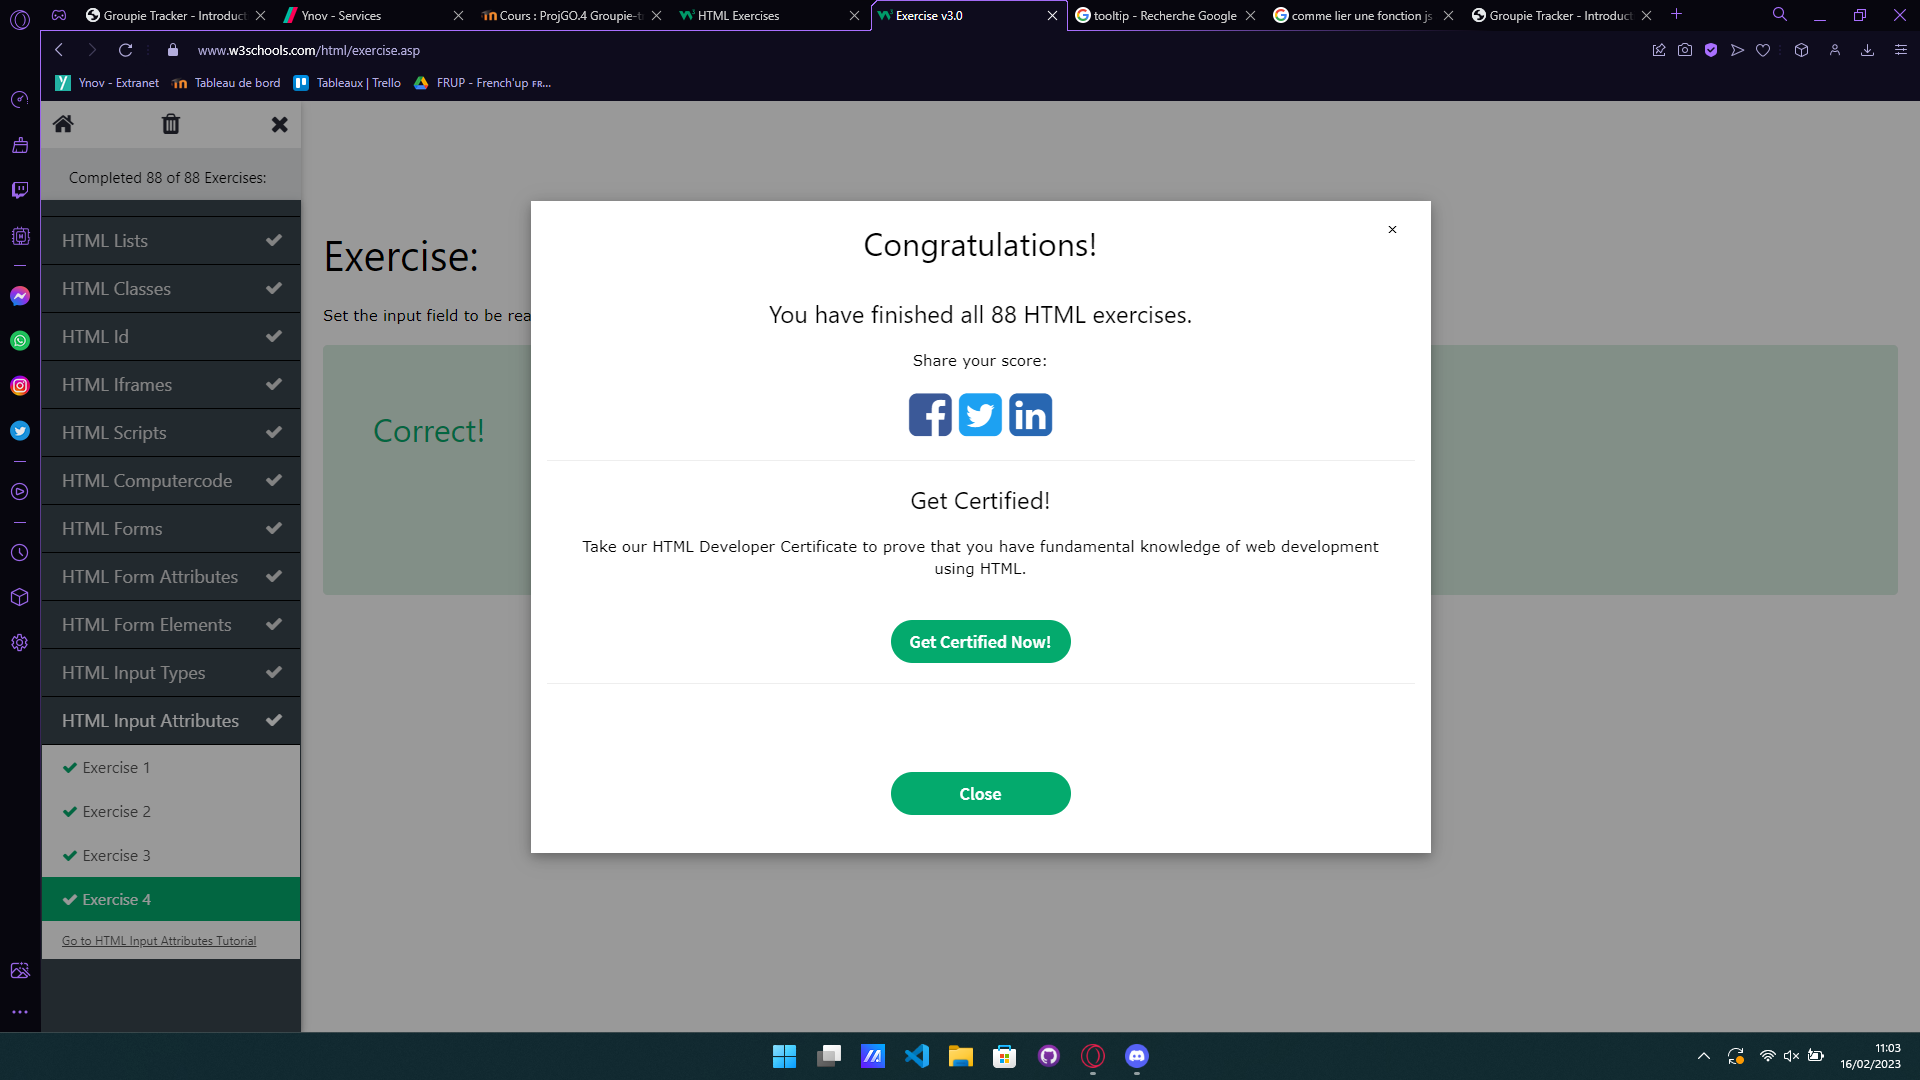 Groupie Tracker - Introduct
Ynov - Services
Cours : ProjGO.4 Groupie-t
HTML Exercises
Exercise v3.0
tooltip - Recherche Google
comme lier une fonction js
Groupie Tracker - Introduct
www.w3schools.com/html/exercise.asp
Ynov - Extranet
Tableau de bord
Tableaux | Trello
FRUP - French'up FR...
Completed 88 of 88 Exercises:
HTML Lists
HTML Classes
HTML Id
HTML Iframes
HTML Scripts
HTML Computercode
HTML Forms
HTML Form Attributes
HTML Form Elements
HTML Input Types
HTML Input Attributes
Exercise 1
Exercise 2
Exercise 3
Exercise 4
Go to HTML Input Attributes Tutorial
Exercise:
Set the input field to be rea
Correct!
Congratulations!
You have finished all 88 HTML exercises.
Share your score:
Get Certified!
Take our HTML Developer Certificate to prove that you have fundamental knowledge of web development
using HTML.
Get Certified Now!
Close
11:03
16/02/2023